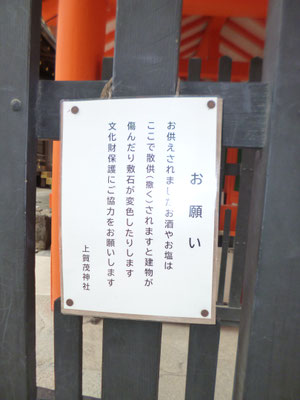 お願い
お供えされましたお酒やお塩は
ここで散供(撒く)されますと建物が
傷んだり敷石が変色したりします
文化財保護にご協力をお願いします
上賀茂神社